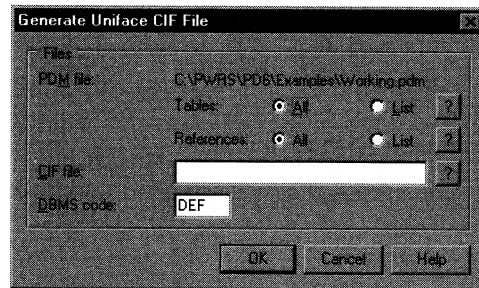 Generate Uniface CIF File
Files
PDM file: C:\PWRS\PD6\Examples\Working.pdm
Tables: All List ?
References: All List ?
CIF file: ?
DBMS code: DEF
OK Cancel Help